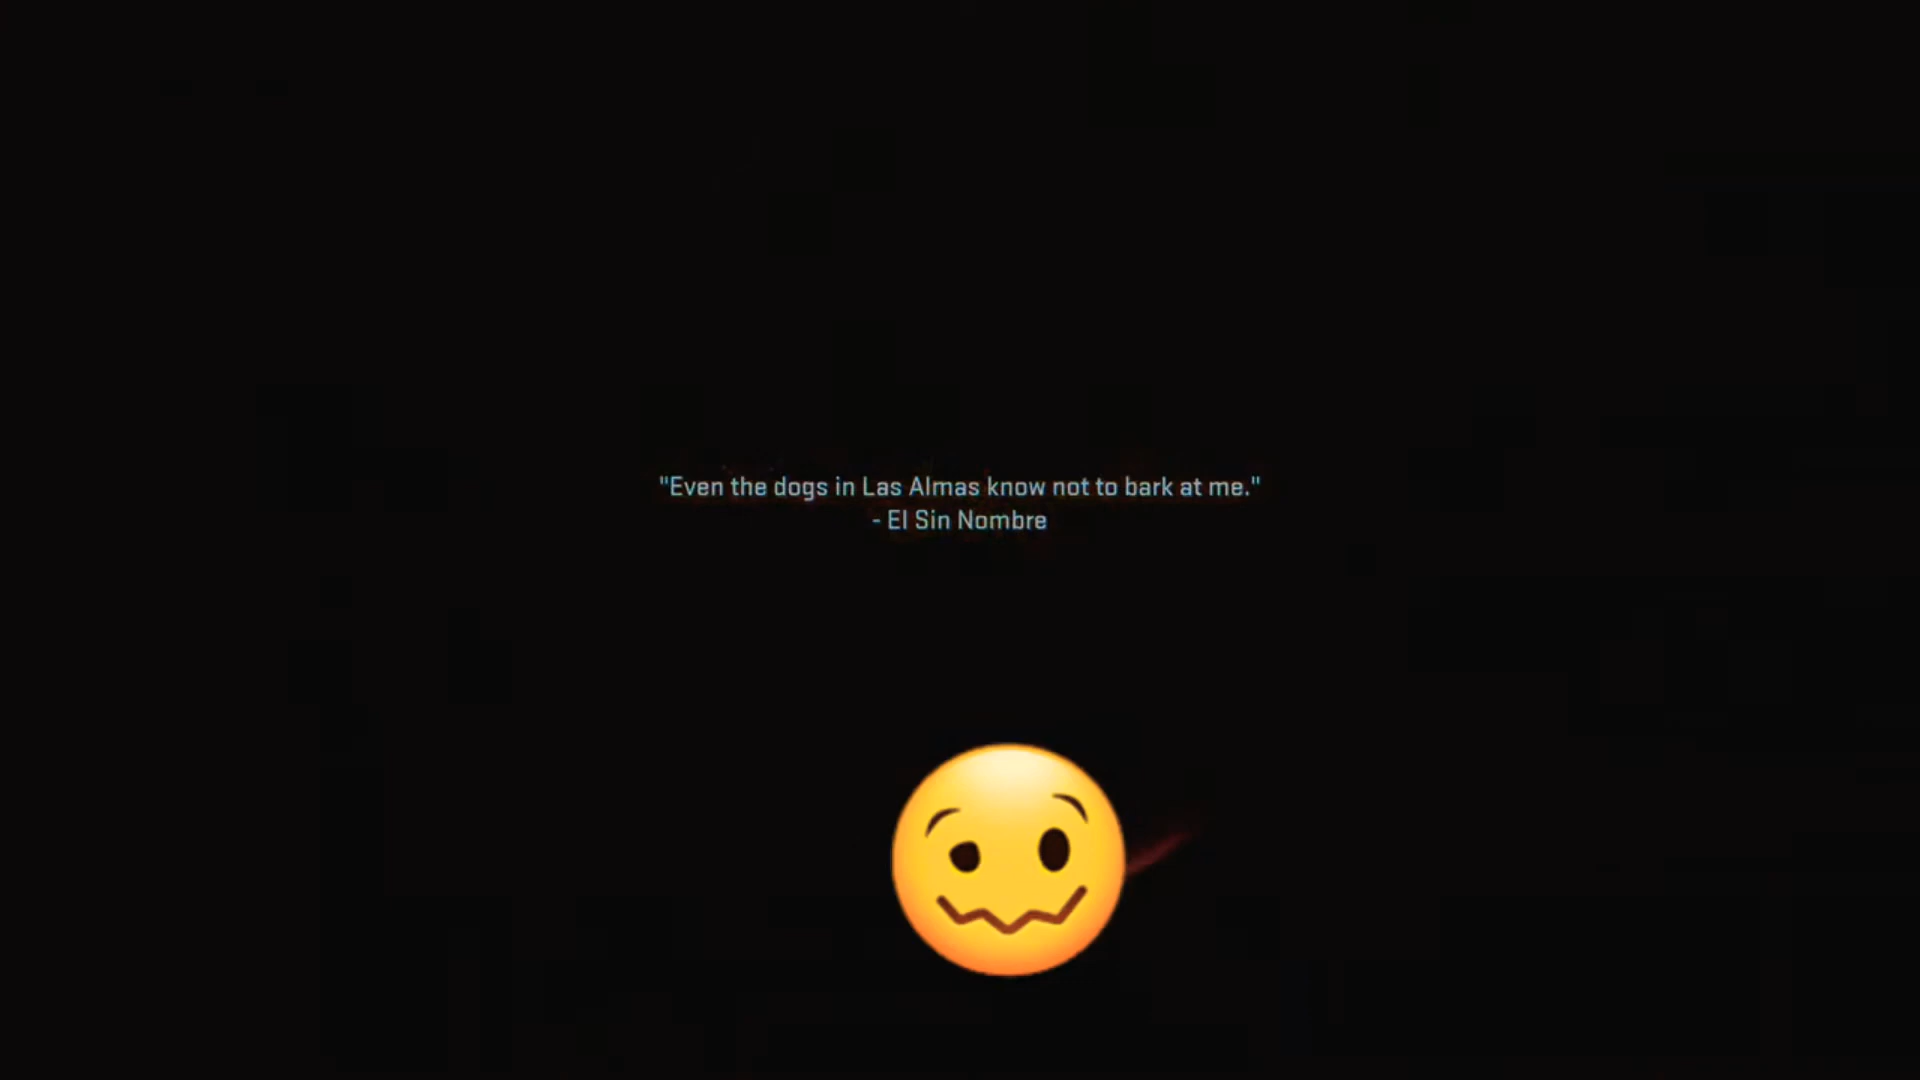 "Even the dogs in Las Almas know not to bark at me."
- El Sin Nombre